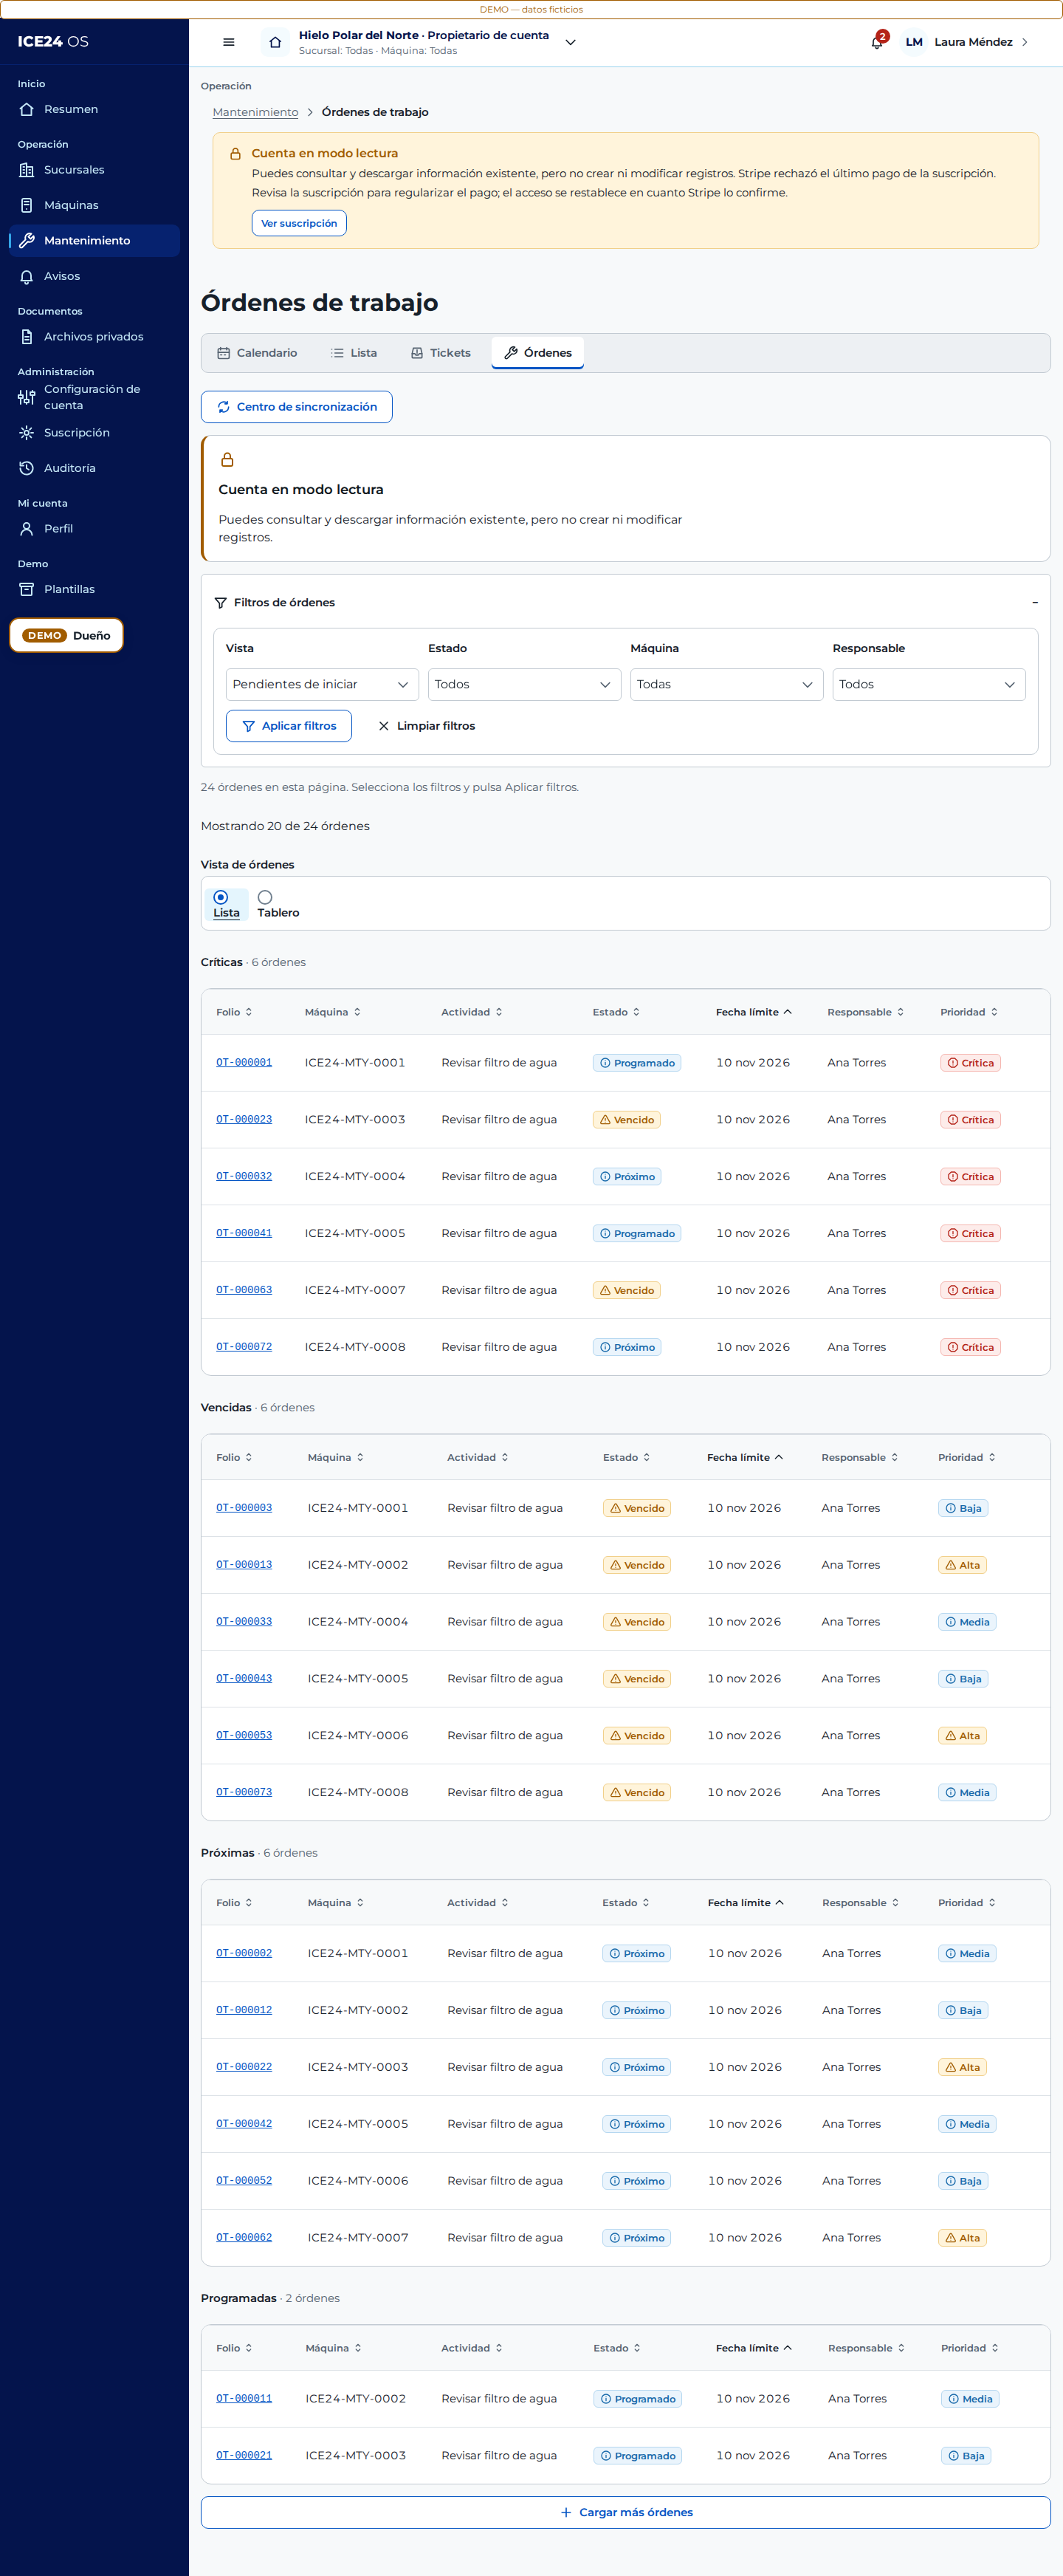 DEMO — datos ficticios
ICE24 OS
Inicio
Resumen
Operación
Sucursales
Máquinas
Mantenimiento
Avisos
Documentos
Archivos privados
Administración
Configuración de
cuenta
Suscripción
Auditoría
Mi cuenta
Perfil
Demo
Plantillas
DEMO Dueño
Hielo Polar del Norte · Propietario de cuenta
Sucursal: Todas · Máquina: Todas
2
LM Laura Méndez
Operación
Mantenimiento > Órdenes de trabajo
Cuenta en modo lectura
Puedes consultar y descargar información existente, pero no crear ni modificar registros. Stripe rechazó el último pago de la suscripción.
Revisa la suscripción para regularizar el pago; el acceso se restablece en cuanto Stripe lo confirme.
Ver suscripción
Órdenes de trabajo
Calendario Lista Tickets Órdenes
Centro de sincronización
Cuenta en modo lectura
Puedes consultar y descargar información existente, pero no crear ni modificar
registros.
Filtros de órdenes −
Vista Estado Máquina Responsable
Pendientes de iniciar Todos Todas Todos
Aplicar filtros Limpiar filtros
24 órdenes en esta página. Selecciona los filtros y pulsa Aplicar filtros.
Mostrando 20 de 24 órdenes
Vista de órdenes
Lista Tablero
Críticas · 6 órdenes
Folio Máquina Actividad Estado Fecha límite Responsable Prioridad
OT-000001 ICE24-MTY-0001 Revisar filtro de agua Programado 10 nov 2026 Ana Torres Crítica
OT-000023 ICE24-MTY-0003 Revisar filtro de agua Vencido 10 nov 2026 Ana Torres Crítica
OT-000032 ICE24-MTY-0004 Revisar filtro de agua Próximo 10 nov 2026 Ana Torres Crítica
OT-000041 ICE24-MTY-0005 Revisar filtro de agua Programado 10 nov 2026 Ana Torres Crítica
OT-000063 ICE24-MTY-0007 Revisar filtro de agua Vencido 10 nov 2026 Ana Torres Crítica
OT-000072 ICE24-MTY-0008 Revisar filtro de agua Próximo 10 nov 2026 Ana Torres Crítica
Vencidas · 6 órdenes
Folio Máquina Actividad Estado Fecha límite Responsable Prioridad
OT-000003 ICE24-MTY-0001 Revisar filtro de agua Vencido 10 nov 2026 Ana Torres Baja
OT-000013 ICE24-MTY-0002 Revisar filtro de agua Vencido 10 nov 2026 Ana Torres Alta
OT-000033 ICE24-MTY-0004 Revisar filtro de agua Vencido 10 nov 2026 Ana Torres Media
OT-000043 ICE24-MTY-0005 Revisar filtro de agua Vencido 10 nov 2026 Ana Torres Baja
OT-000053 ICE24-MTY-0006 Revisar filtro de agua Vencido 10 nov 2026 Ana Torres Alta
OT-000073 ICE24-MTY-0008 Revisar filtro de agua Vencido 10 nov 2026 Ana Torres Media
Próximas · 6 órdenes
Folio Máquina Actividad Estado Fecha límite Responsable Prioridad
OT-000002 ICE24-MTY-0001 Revisar filtro de agua Próximo 10 nov 2026 Ana Torres Media
OT-000012 ICE24-MTY-0002 Revisar filtro de agua Próximo 10 nov 2026 Ana Torres Baja
OT-000022 ICE24-MTY-0003 Revisar filtro de agua Próximo 10 nov 2026 Ana Torres Alta
OT-000042 ICE24-MTY-0005 Revisar filtro de agua Próximo 10 nov 2026 Ana Torres Media
OT-000052 ICE24-MTY-0006 Revisar filtro de agua Próximo 10 nov 2026 Ana Torres Baja
OT-000062 ICE24-MTY-0007 Revisar filtro de agua Próximo 10 nov 2026 Ana Torres Alta
Programadas · 2 órdenes
Folio Máquina Actividad Estado Fecha límite Responsable Prioridad
OT-000011 ICE24-MTY-0002 Revisar filtro de agua Programado 10 nov 2026 Ana Torres Media
OT-000021 ICE24-MTY-0003 Revisar filtro de agua Programado 10 nov 2026 Ana Torres Baja
Cargar más órdenes